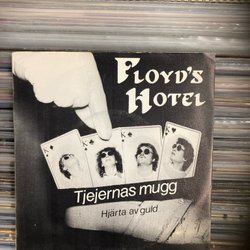 FLOYD'S
HOTEL
K K K K
Tjejernas mugg
Hjärta av guld